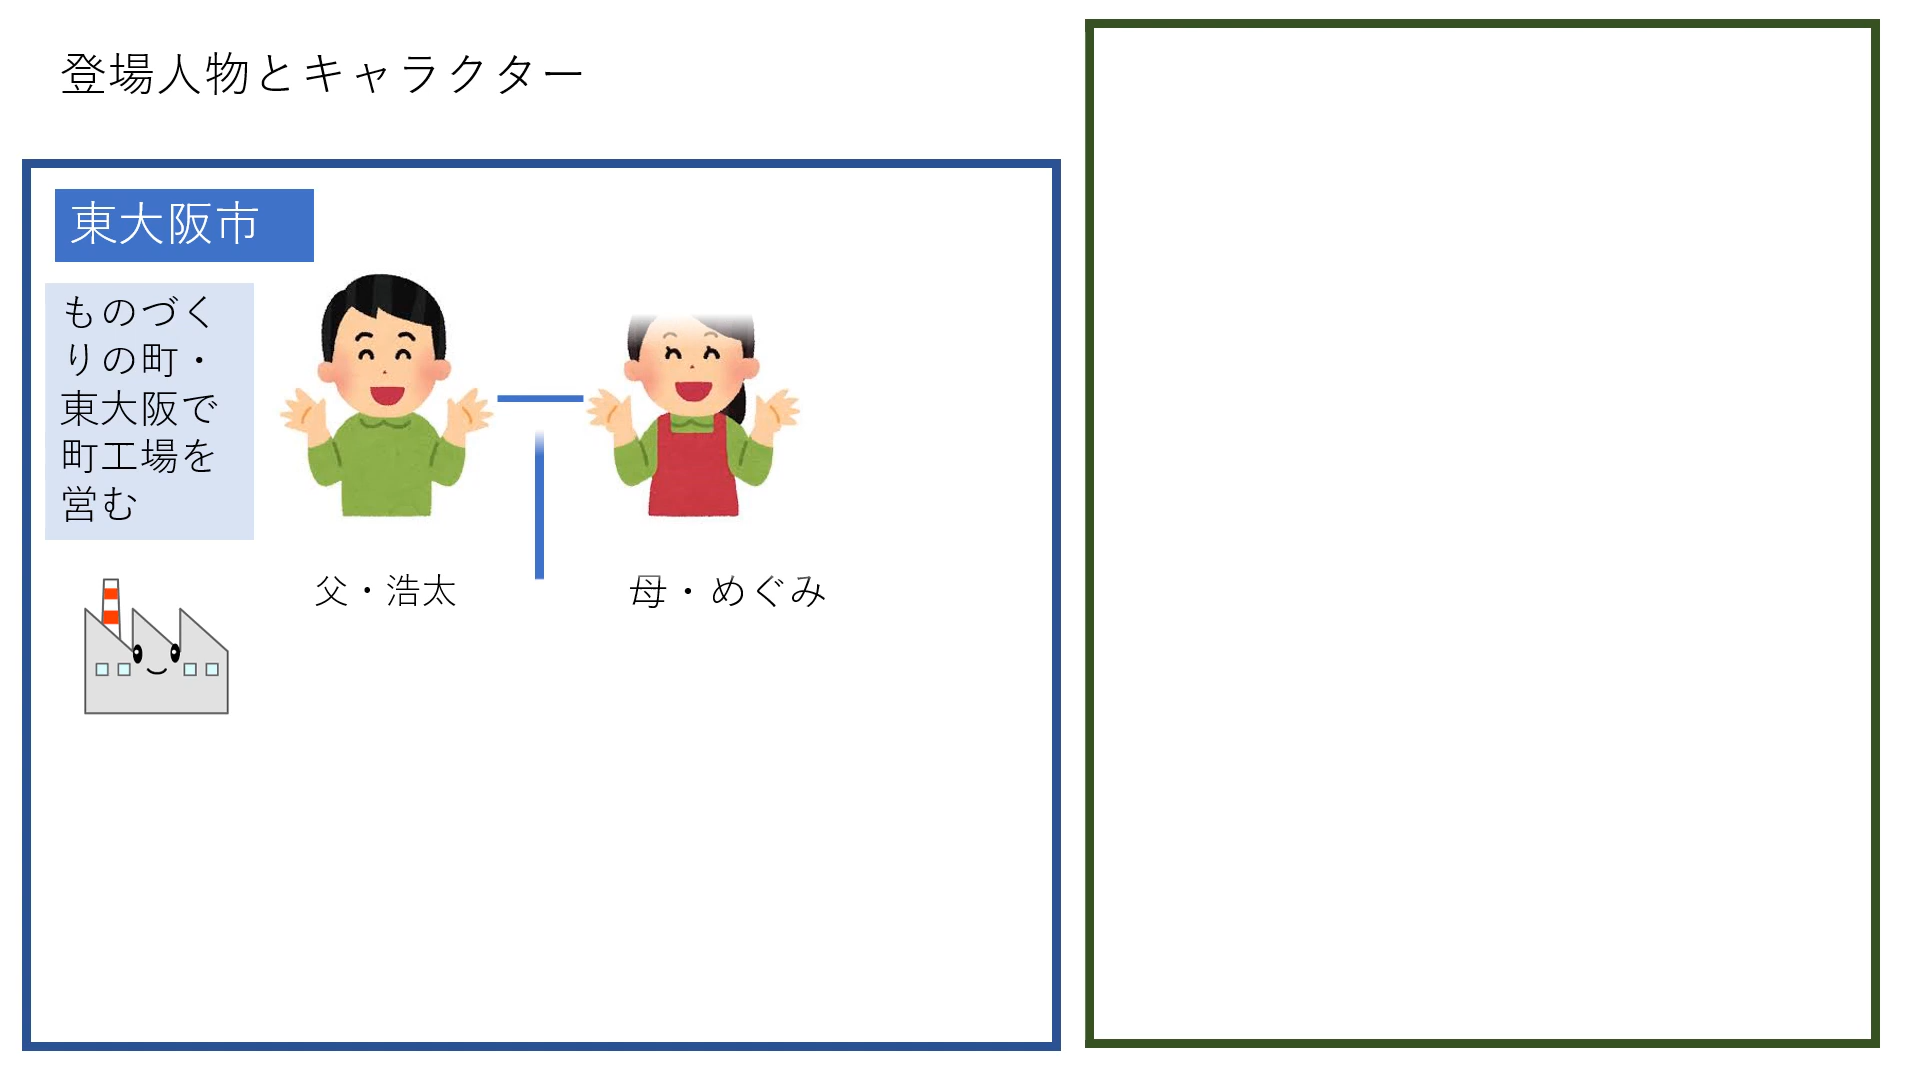 登場人物とキャラクター
東大阪市
ものづく
りの町・
東大阪で
町工場を
営む
父・浩太
母・めぐみ